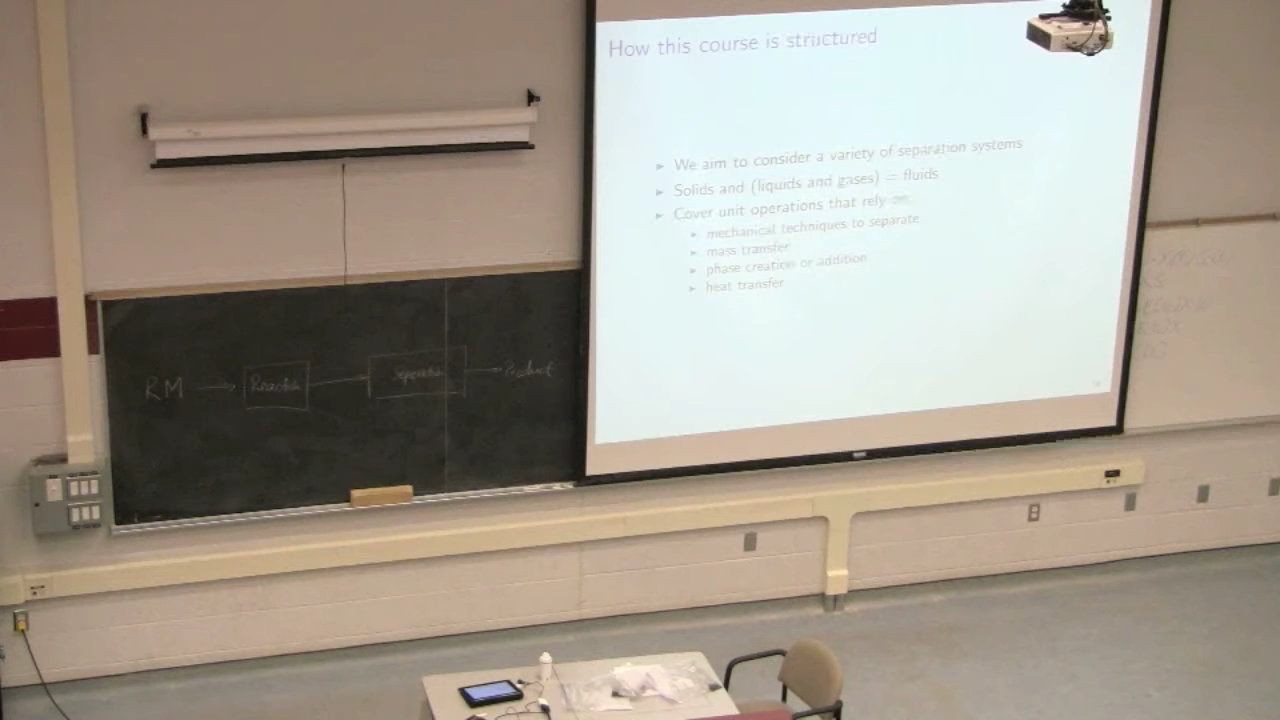 How this course is structured
► We aim to consider a variety of separation systems
► Solids and (liquids and gases) = fluids
► Cover unit operations that rely on:
► mechanical techniques to separate
► mass transfer
► phase creation or addition
► heat transfer
RM → Reaction → Separation → Product